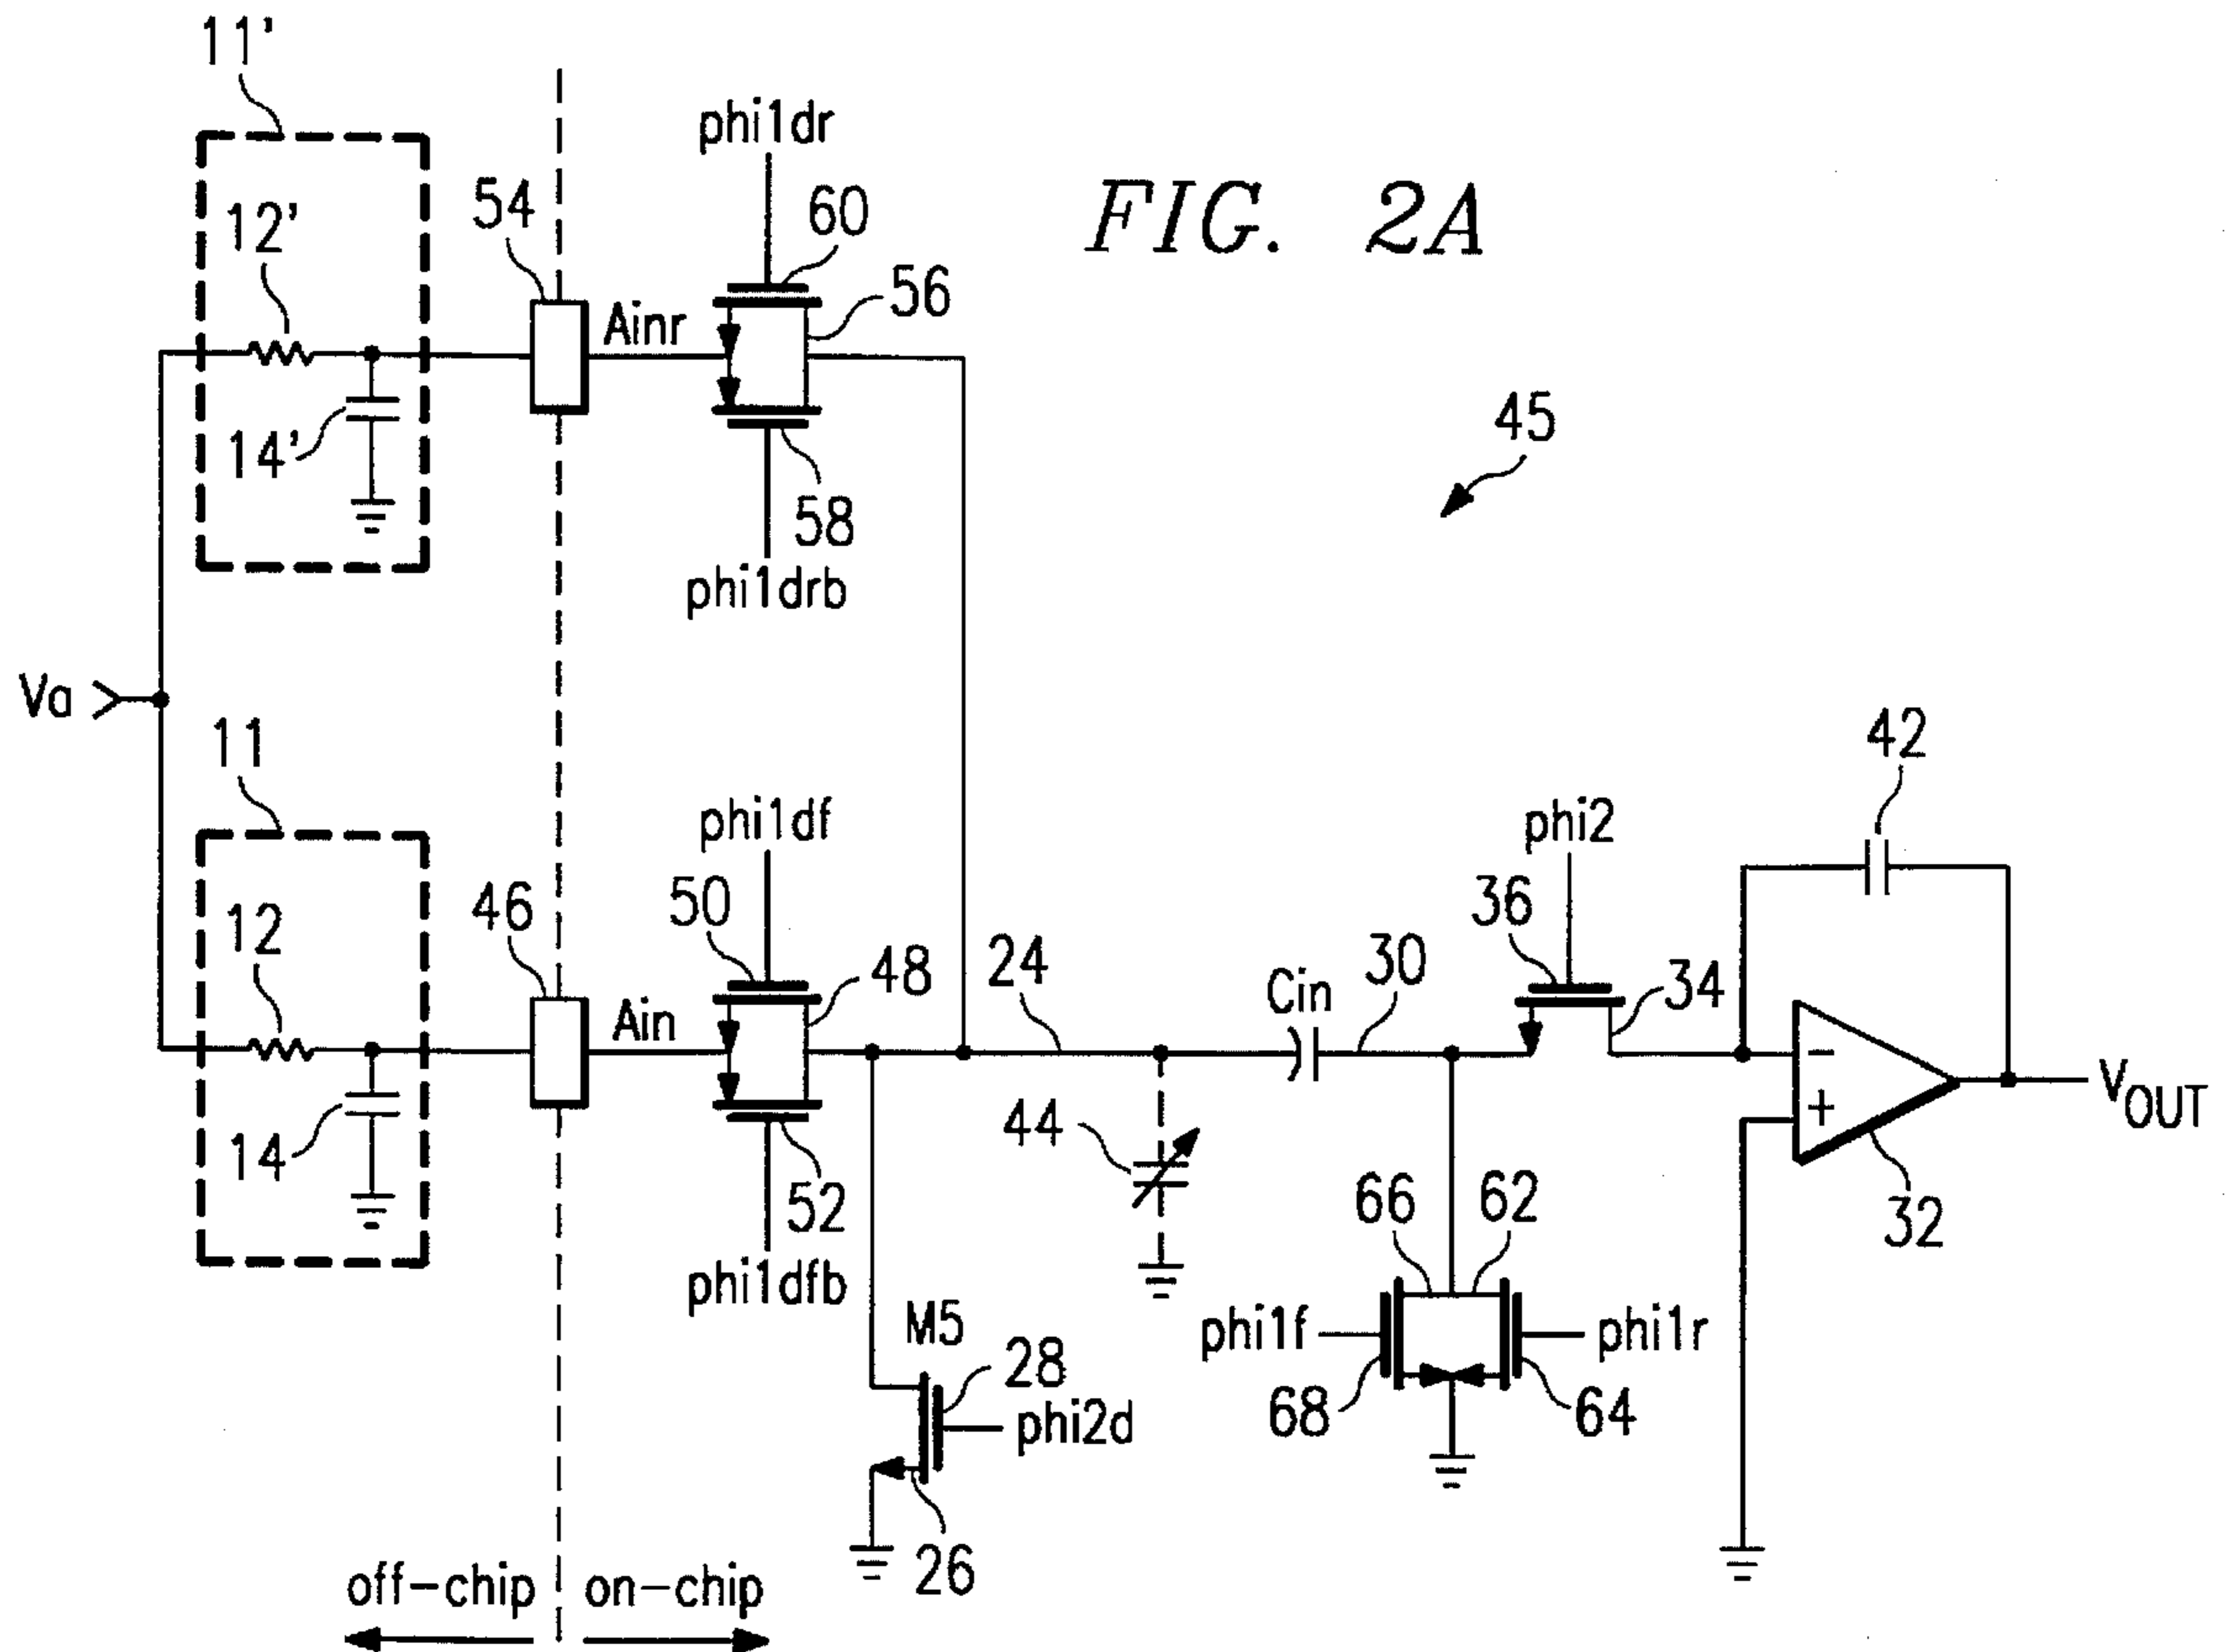 11'
phi1dr
FIG. 2A
54
60
12'
56
Ainr
45
14'
58
phi1drb
Va
11
42
phi1df
phi2
46
50
36
12
48
24
Cin
30
34
Ain
−
VOUT
44
+
14
52
66
62
32
phi1dfb
M5
phi1f
phi1r
28
68
64
phi2d
26
off-chip
on-chip